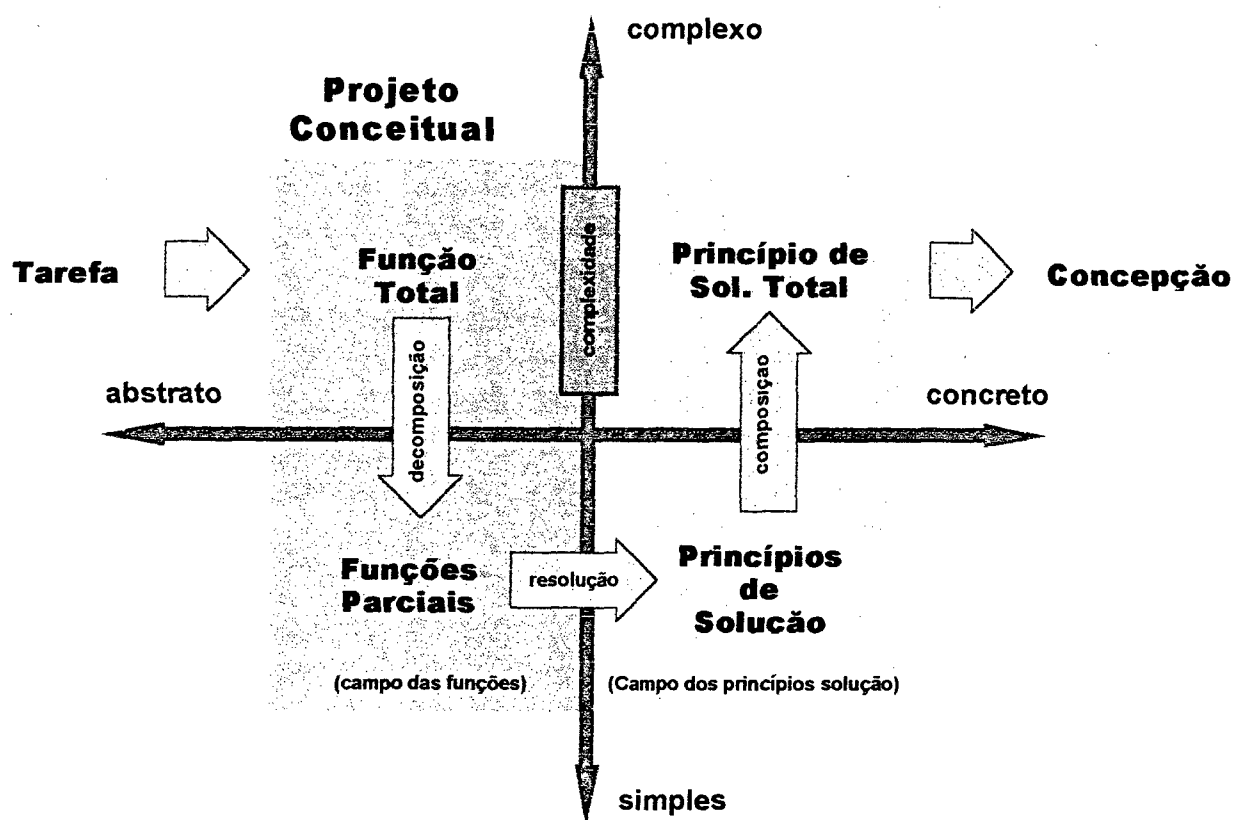 complexo
Projeto
Conceitual
complexidade
Tarefa
Função
Total
Princípio de
Sol. Total
Concepção
abstrato
decomposição
composiçao
concreto
Funções
Parciais
resolução
Princípios
de
Solucão
(campo das funções)
(Campo dos princípios solução)
simples